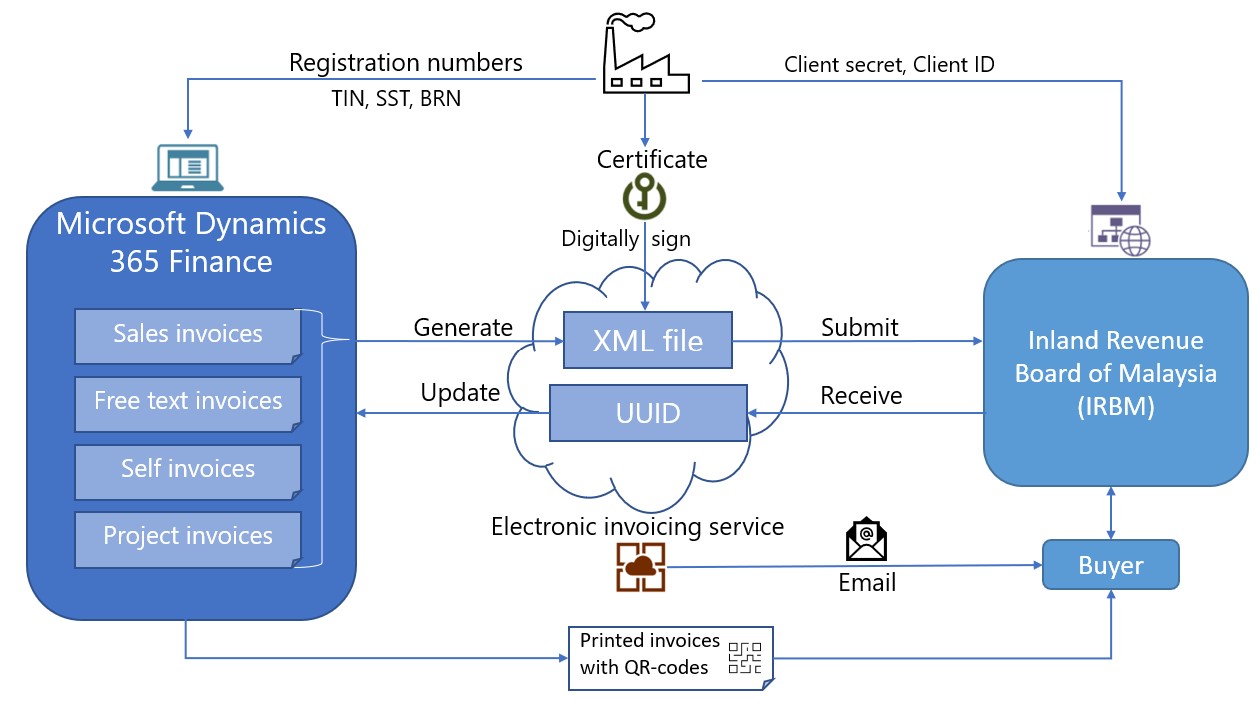 Registration numbers
TIN, SST, BRN
Client secret, Client ID
Certificate
Digitally sign
Microsoft Dynamics
365 Finance
Sales invoices
Free text invoices
Self invoices
Project invoices
Generate
Update
XML file
UUID
Submit
Receive
Inland Revenue
Board of Malaysia
(IRBM)
Electronic invoicing service
@
Email
Buyer
Printed invoices
with QR-codes